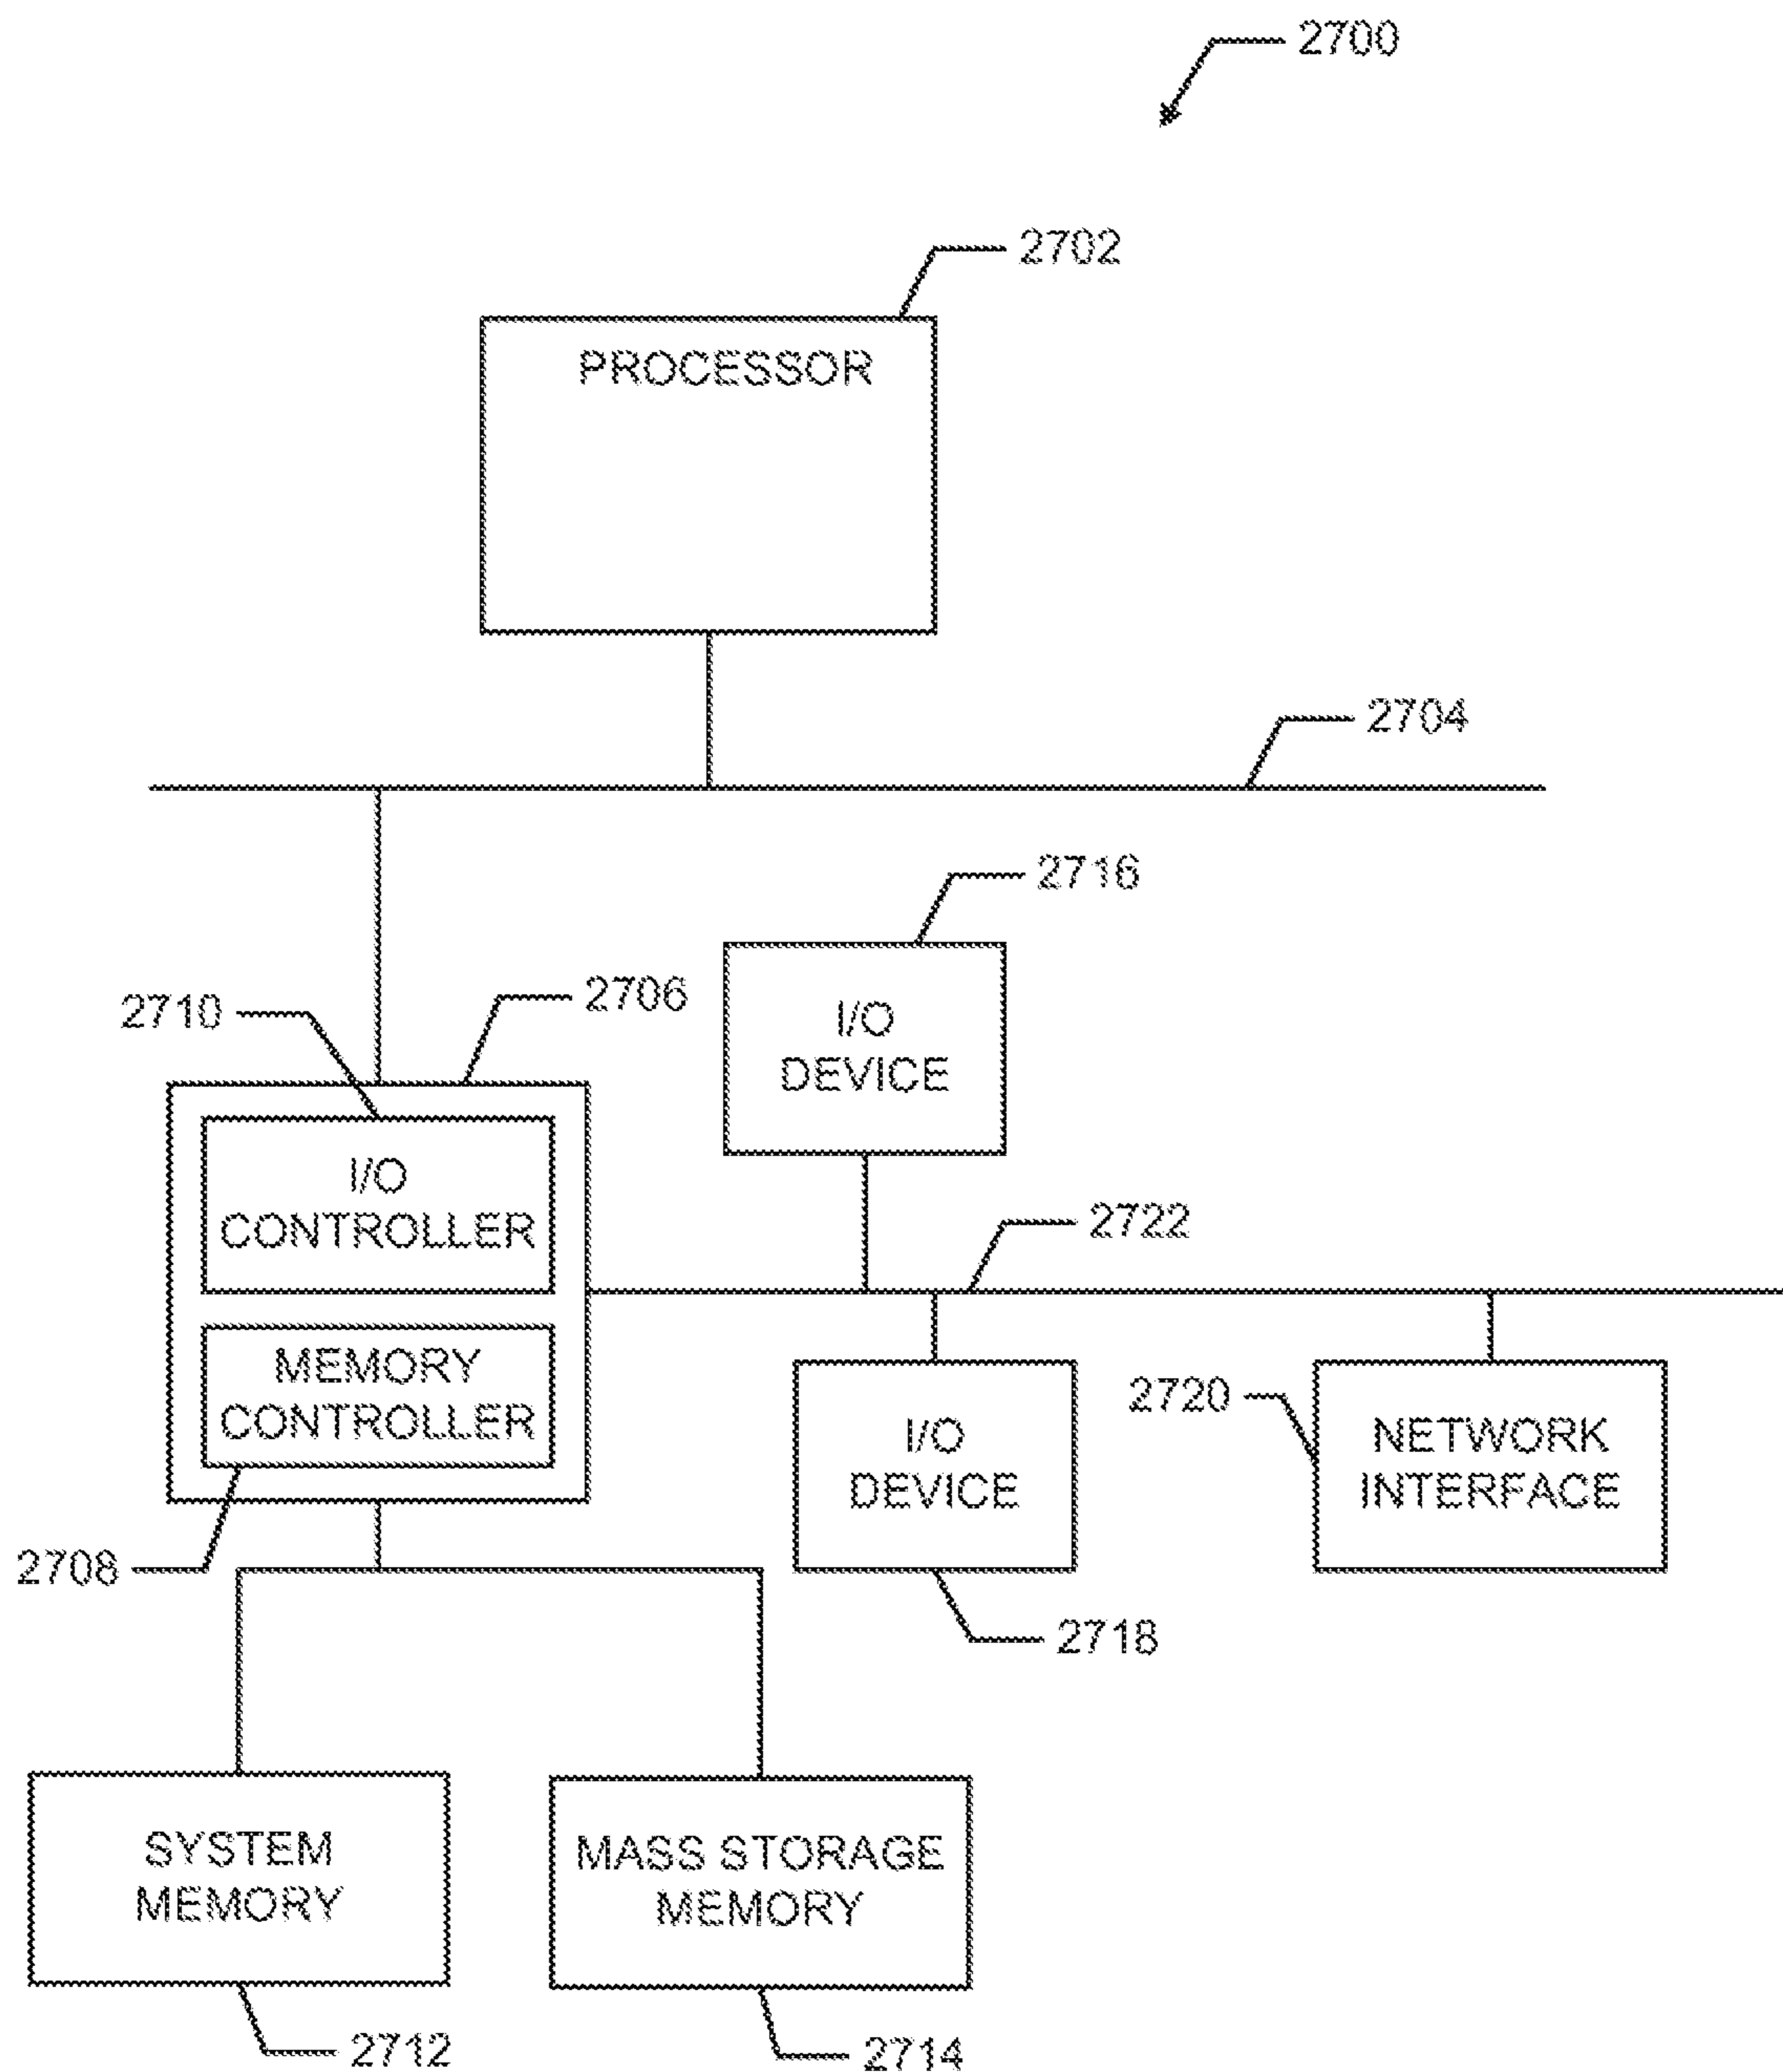 2700
2702
PROCESSOR
2704
2716
2706
2710
I/O
DEVICE
I/O
CONTROLLER
2722
MEMORY
CONTROLLER
2720
I/O
DEVICE
NETWORK
INTERFACE
2708
2718
SYSTEM
MEMORY
MASS STORAGE
MEMORY
2712
2714